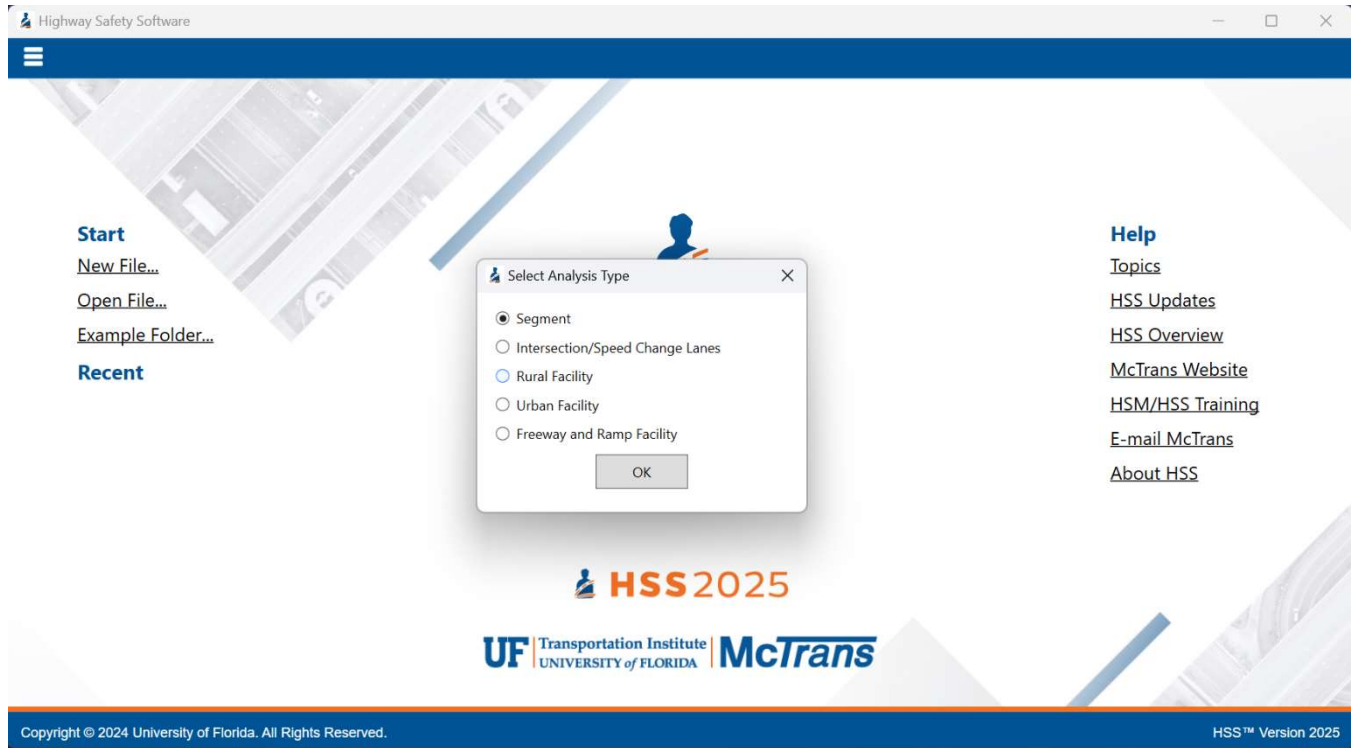 Highway Safety Software
Start
New File...
Open File...
Example Folder...
Recent
Select Analysis Type
Segment
Intersection/Speed Change Lanes
Rural Facility
Urban Facility
Freeway and Ramp Facility
OK
Help
Topics
HSS Updates
HSS Overview
McTrans Website
HSM/HSS Training
E-mail McTrans
About HSS
HSS2025
UF Transportation Institute McTrans
UNIVERSITY of FLORIDA
Copyright © 2024 University of Florida. All Rights Reserved.
HSS™ Version 2025